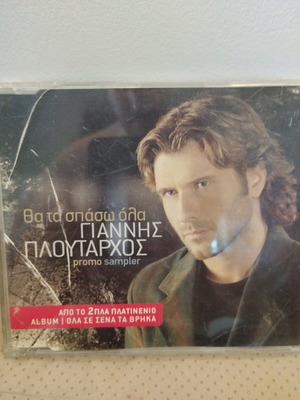 θα τα σπάσω όλα
ΓΙΑΝΝΗΣ
ΠΛΟΥΤΑΡΧΟΣ
promo sampler
ΑΠΟ ΤΟ 2ΠΛΑ ΠΛΑΤΙΝΕΝΙΟ
ALBUM | ΟΛΑ ΣΕ ΣΕΝΑ ΤΑ ΒΡΗΚΑ